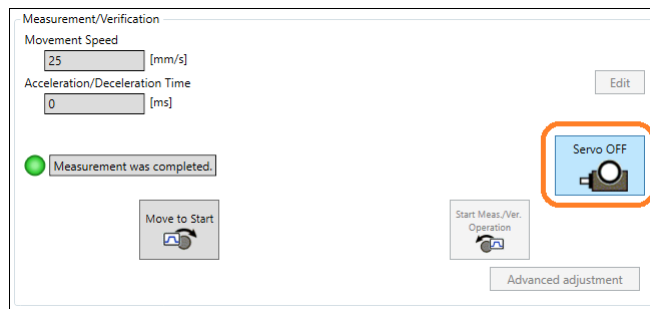 Measurement/Verification
Movement Speed
25 [mm/s]
Acceleration/Deceleration Time
Edit
0 [ms]
Servo OFF
Measurement was completed.
Move to Start
Start Meas./Ver.
Operation
Advanced adjustment